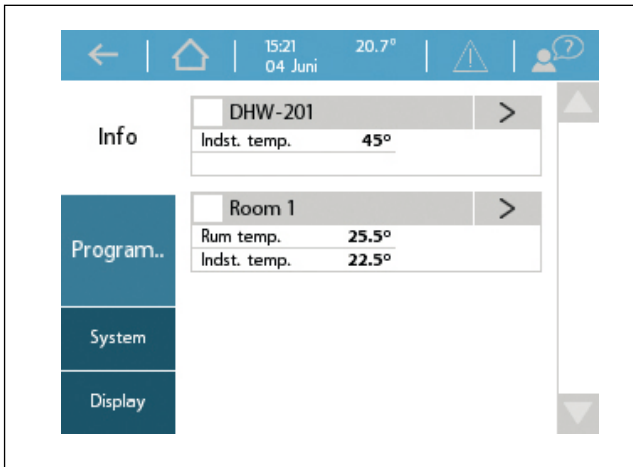 15:21 20.7°
04 Juni
Info
DHW-201 >
Indst. temp. 45°
Room 1 >
Rum temp. 25.5°
Indst. temp. 22.5°
Program..
System
Display